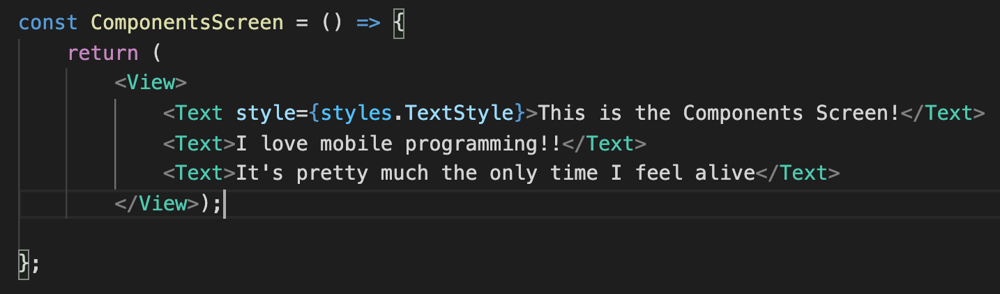 const ComponentsScreen = () => {
return (
<View>
<Text style={styles.TextStyle}>This is the Components Screen!</Text>
<Text>I love mobile programming!!</Text>
<Text>It's pretty much the only time I feel alive</Text>
</View>);
};